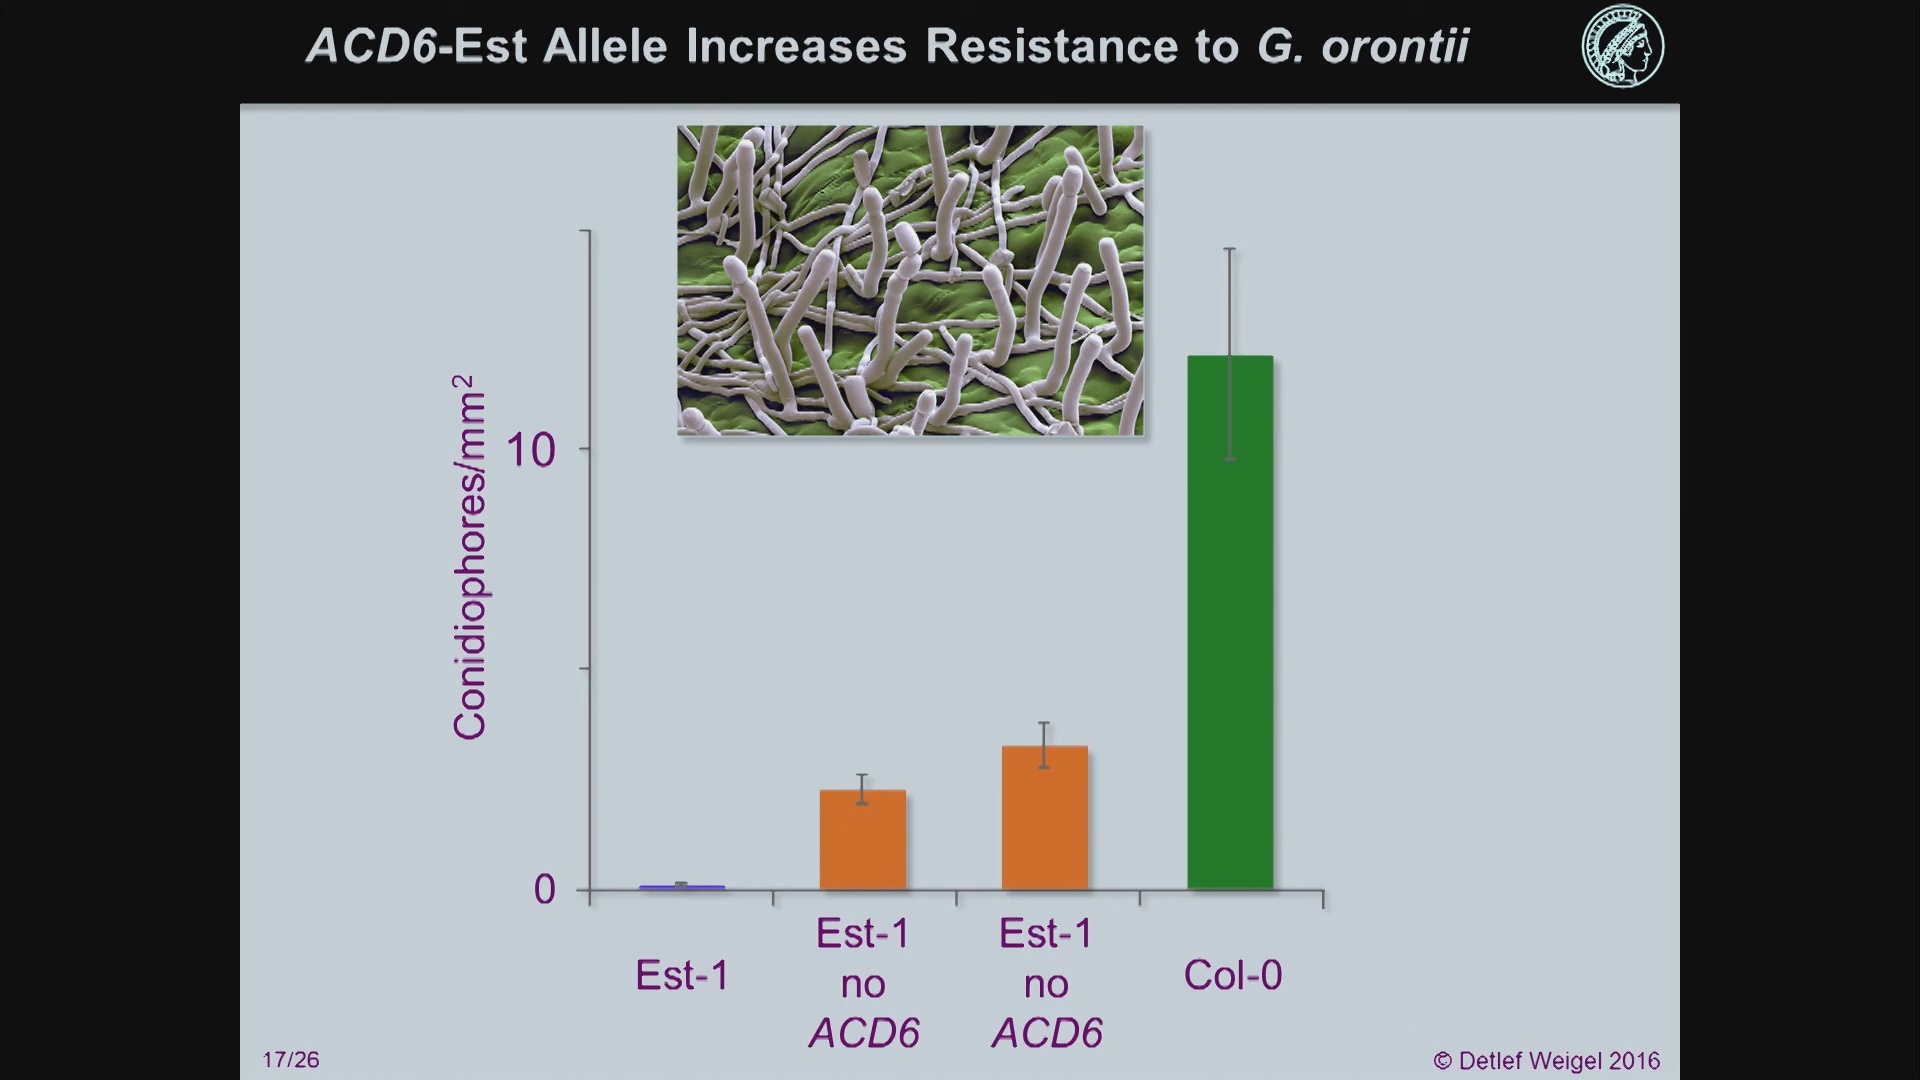 ACD6-Est Allele Increases Resistance to G. orontii
Conidiophores/mm²
10
0
Est-1
Est-1
no
ACD6
Est-1
no
ACD6
Col-0
17/26
© Detlef Weigel 2016